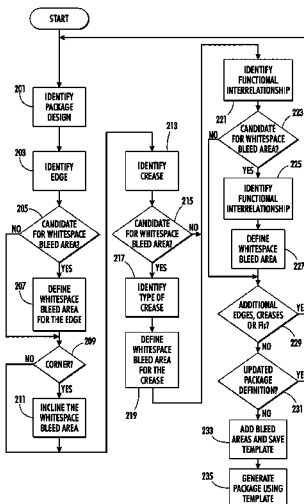 START
201
IDENTIFY
PACKAGE
DESIGN
203
IDENTIFY
EDGE
205
CANDIDATE
FOR WHITESPACE
BLEED AREA?
NO
YES
207
DEFINE
WHITESPACE
BLEED AREA
FOR THE EDGE
209
NO
CORNER?
YES
211
INCLINE THE
WHITESPACE
BLEED AREA
213
IDENTIFY
CREASE
215
CANDIDATE
FOR WHITESPACE
BLEED AREA?
NO
YES
217
IDENTIFY
TYPE OF
CREASE
DEFINE
WHITESPACE
BLEED AREA
FOR THE
CREASE
219
IDENTIFY
FUNCTIONAL
INTERRELATIONSHIP
221
223
NO
CANDIDATE
FOR WHITESPACE
BLEED AREA?
225
YES
IDENTIFY
FUNCTIONAL
INTERRELATIONSHIP
DEFINE
WHITESPACE
BLEED AREA
227
ADDITIONAL
EDGES, CREASES
OR FIs?
YE
229
NO
UPDATED
PACKAGE
DEFINITION?
YE
231
NO
233
ADD BLEED
AREAS AND SAVE
TEMPLATE
235
GENERATE
PACKAGE USING
TEMPLATE